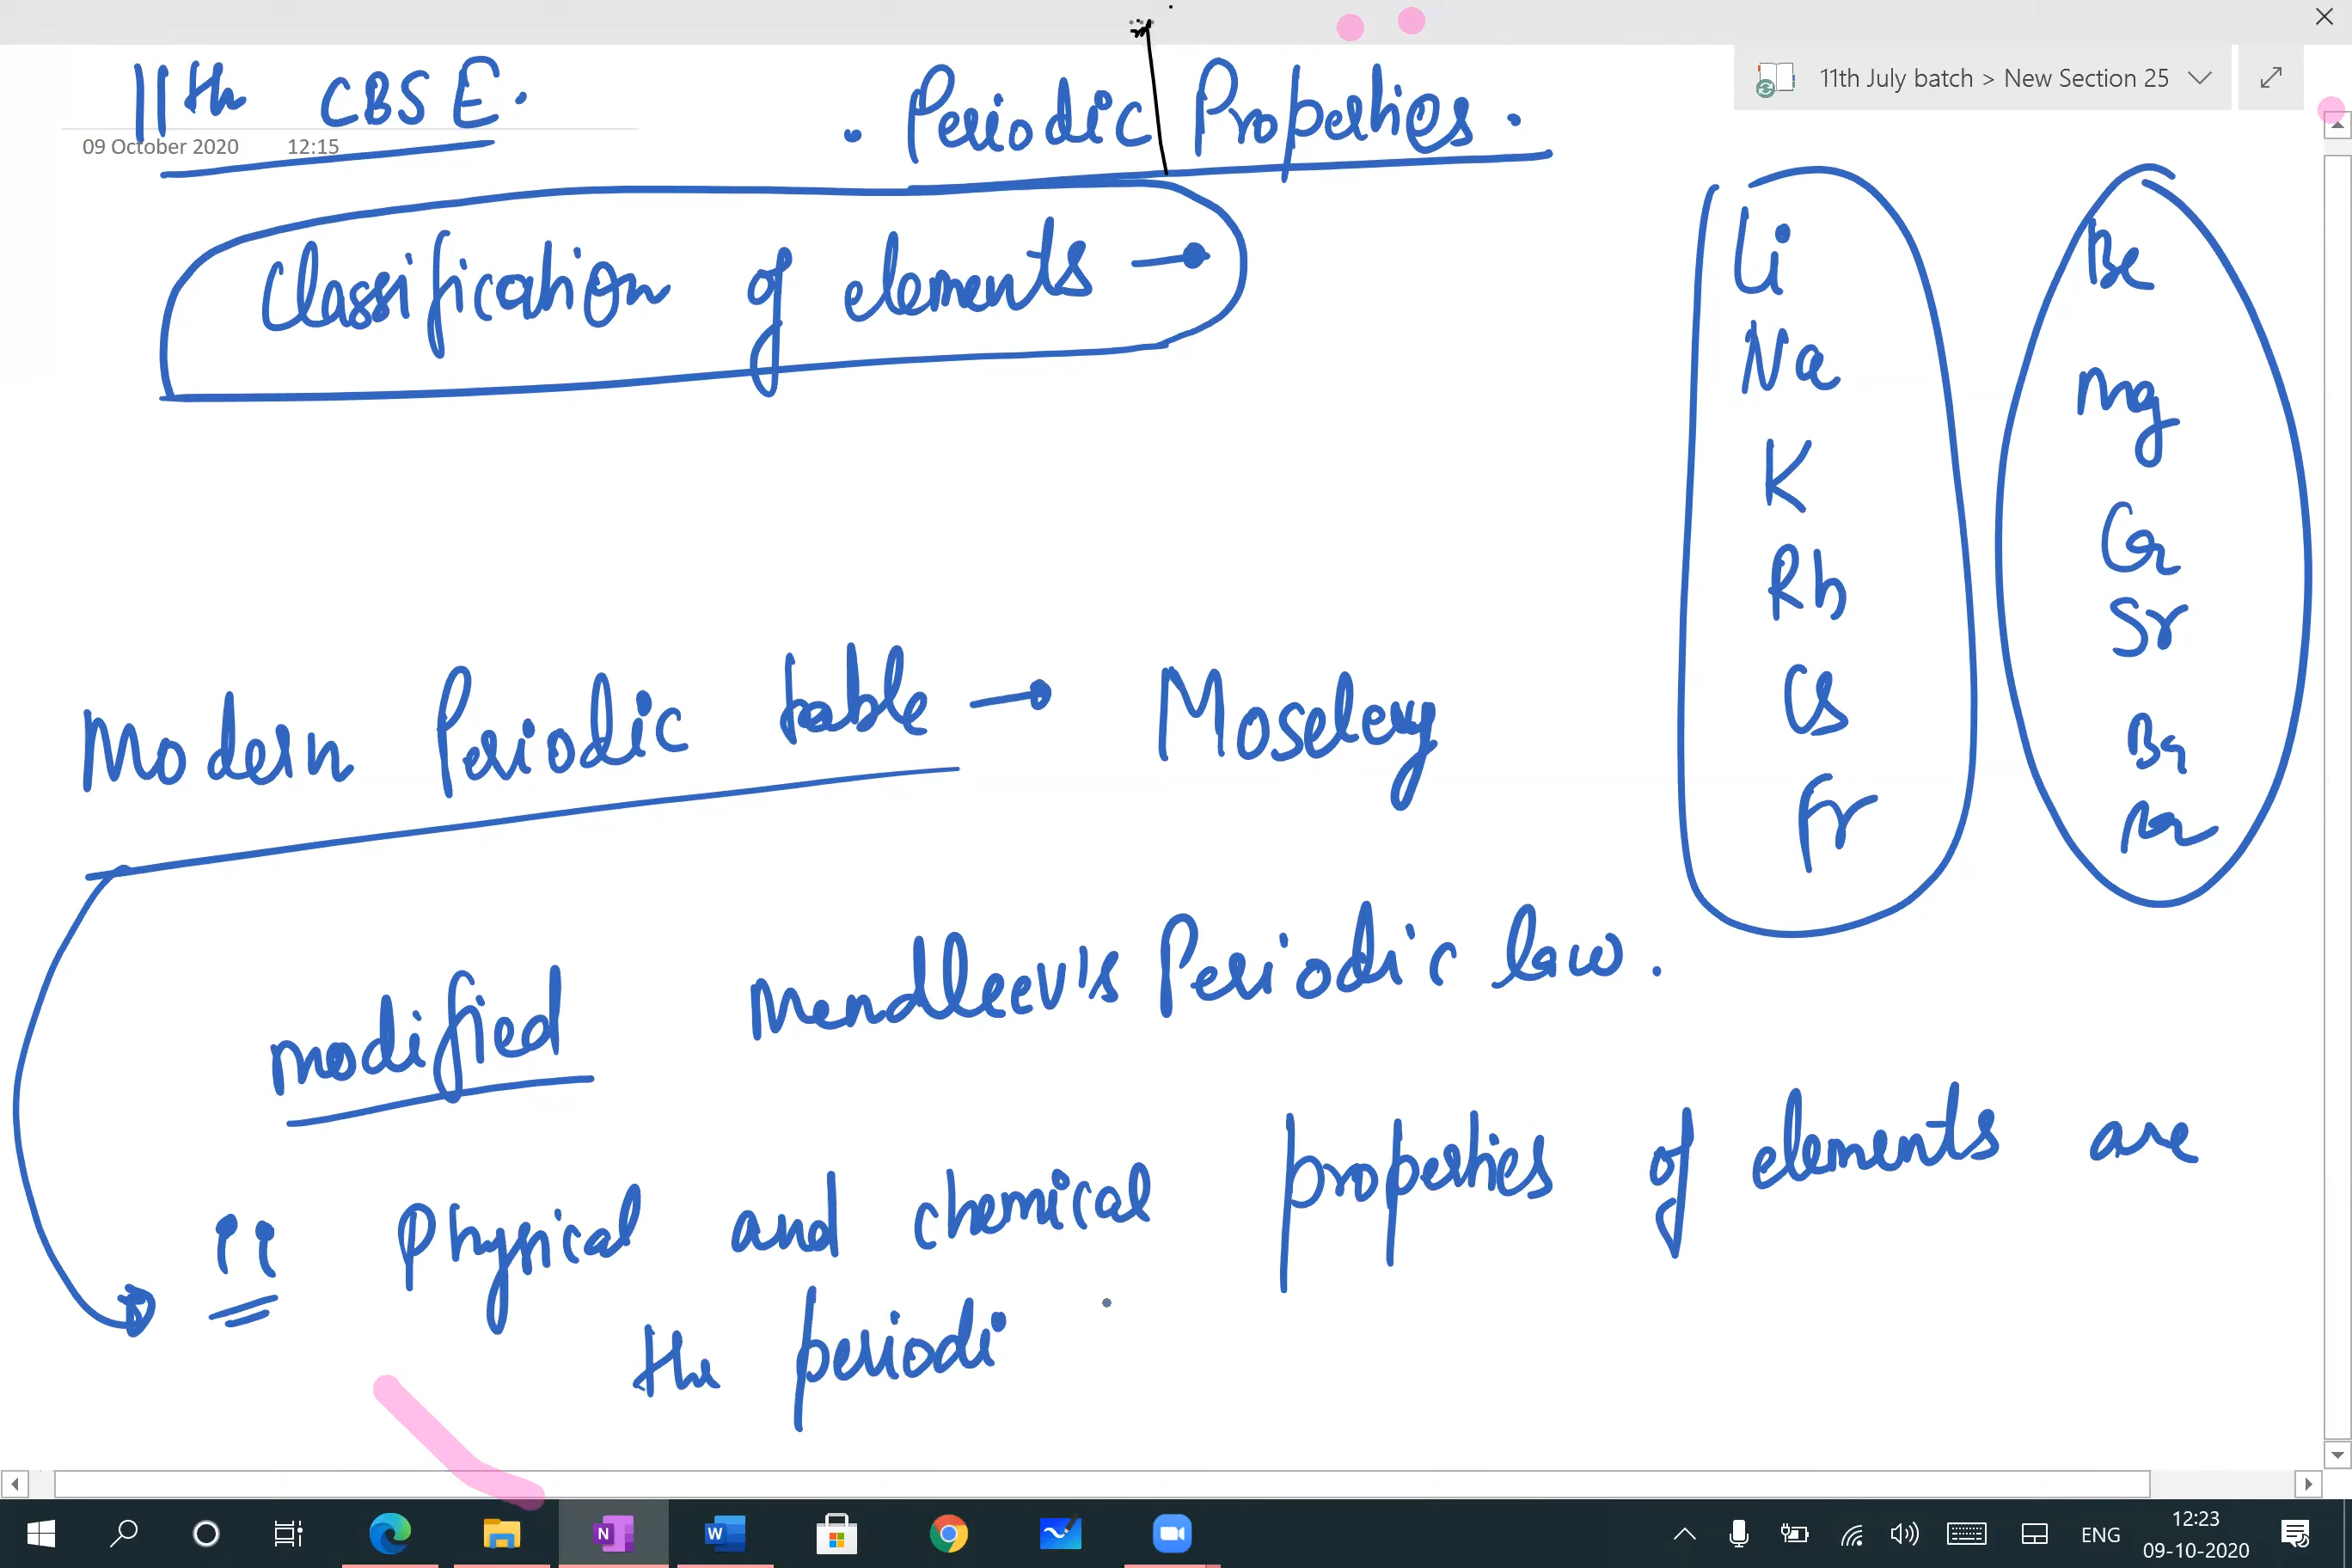 11th July batch > New Section 25
11th CBSE.
. Periodic Properties .
09 October 2020 12:15
Classification of elements →
Li
Na
K
Rb
Cs
Fr
Be
Mg
Ca
Sr
Ba
Ra
Modern Periodic table → Moseley
modified Mendleev's Periodic law .
" Physical and chemical properties of elements are
the periodi
ENG
12:23
09-10-2020